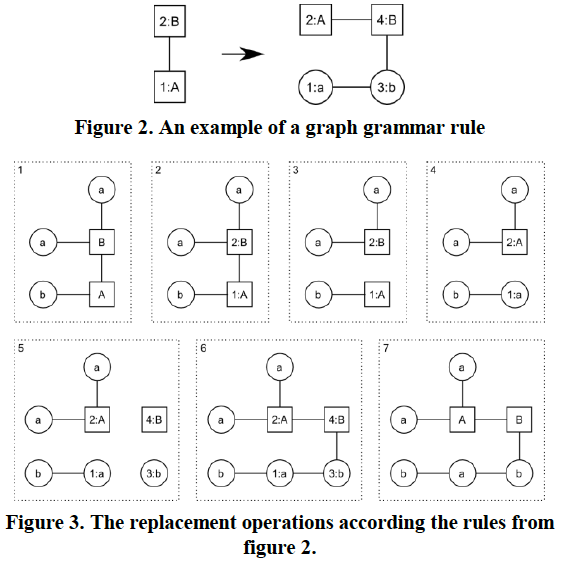 2:B
2:A 4:B
1:A
1:a 3:b
Figure 2. An example of a graph grammar rule
1
a
a B
b A
2
a
a 2:B
b 1:A
3
a
a 2:B
b 1:A
4
a
a 2:A
b 1:a
5
a
a 2:A 4:B
b 1:a 3:b
6
a
a 2:A 4:B
b 1:a 3:b
7
a
a A B
b a b
Figure 3. The replacement operations according the rules from
figure 2.